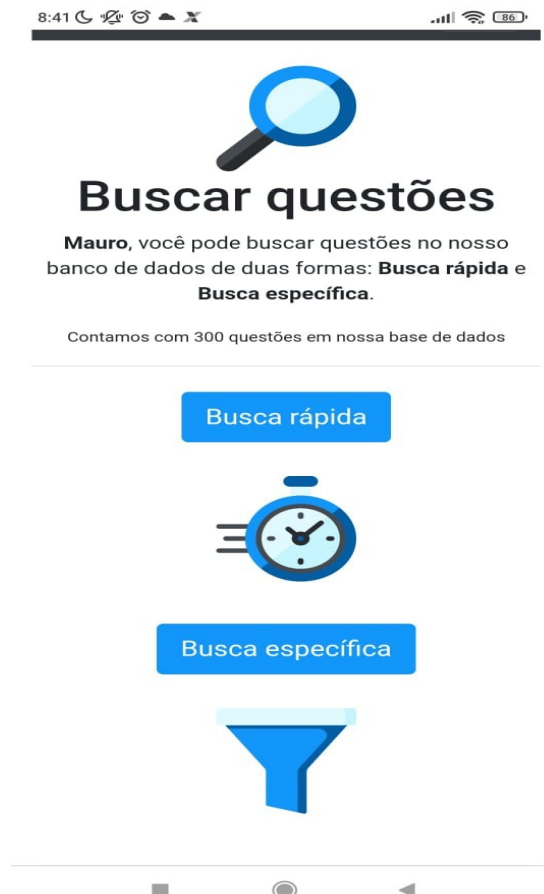 8:41
86
Buscar questões
Mauro, você pode buscar questões no nosso
banco de dados de duas formas: Busca rápida e
Busca específica.
Contamos com 300 questões em nossa base de dados
Busca rápida
Busca específica